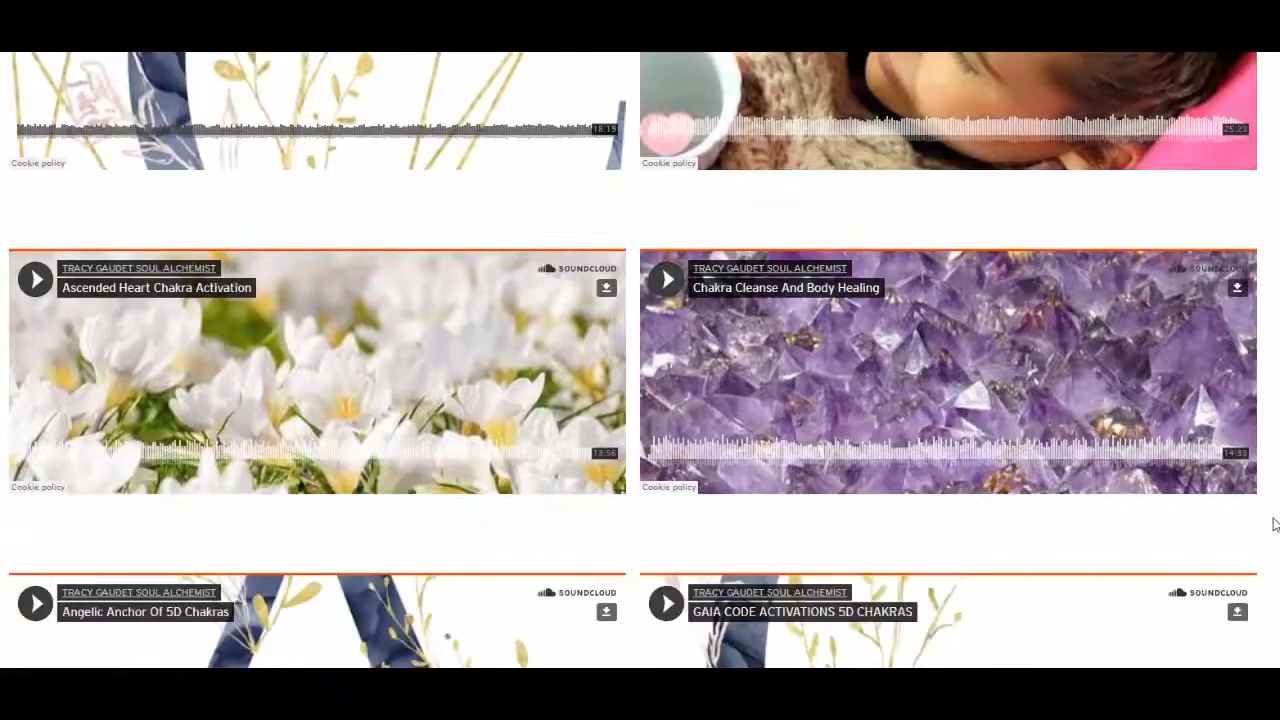 18:19
25:23
Cookie policy
Cookie policy
TRACY GAUDET SOUL ALCHEMIST
SOUNDCLOUD
Ascended Heart Chakra Activation
13:56
Cookie policy
TRACY GAUDET SOUL ALCHEMIST
SOUNDCLOUD
Chakra Cleanse And Body Healing
14:33
Cookie policy
TRACY GAUDET SOUL ALCHEMIST
SOUNDCLOUD
Angelic Anchor Of 5D Chakras
TRACY GAUDET SOUL ALCHEMIST
SOUNDCLOUD
GAIA CODE ACTIVATIONS 5D CHAKRAS